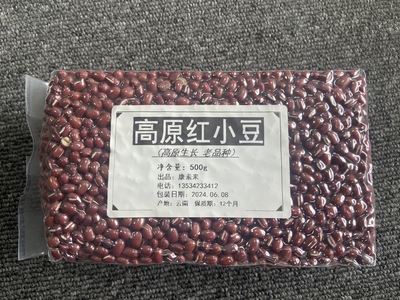 高原红小豆
（高原生长 老品种）
净含量：500g
出品：康未来
电话：13534233412
包装日期：2024.06.08
产地：云南 保质期：12个月